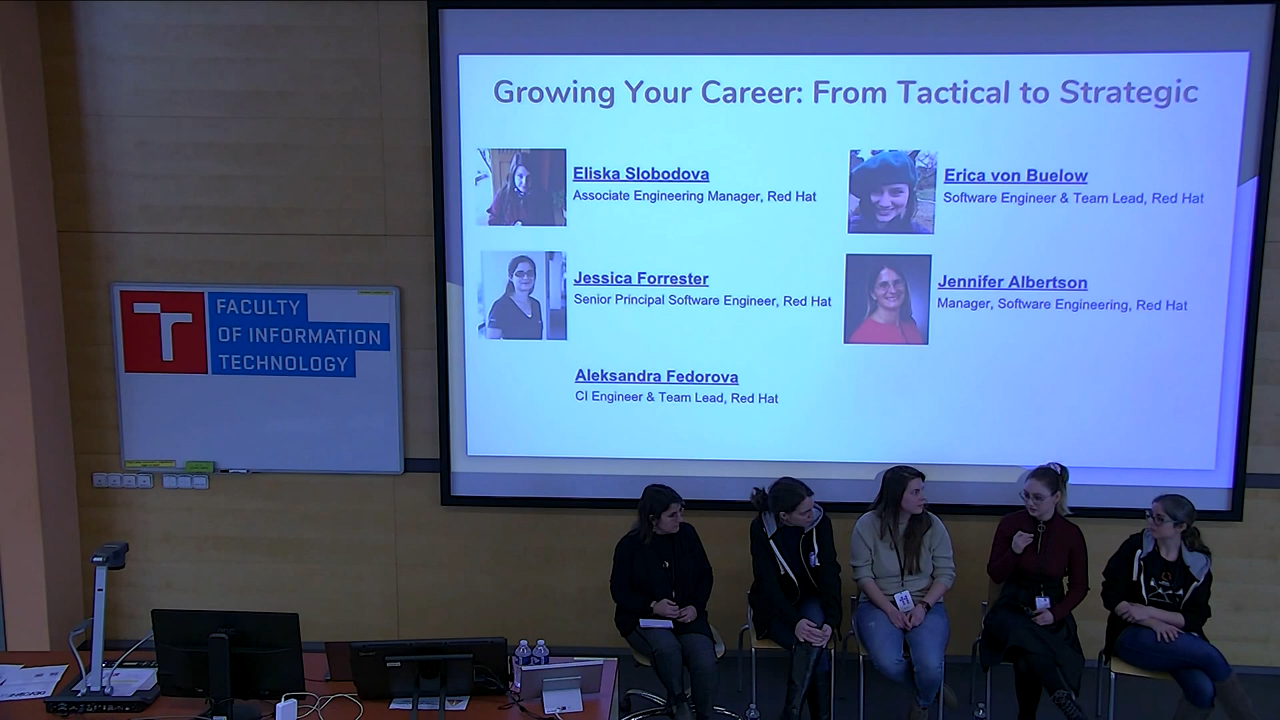 Growing Your Career: From Tactical to Strategic
Eliska Slobodova
Associate Engineering Manager, Red Hat
Erica von Buelow
Software Engineer & Team Lead, Red Hat
Jessica Forrester
Senior Principal Software Engineer, Red Hat
Jennifer Albertson
Manager, Software Engineering, Red Hat
Aleksandra Fedorova
CI Engineer & Team Lead, Red Hat
T
FACULTY
OF INFORMATION
TECHNOLOGY